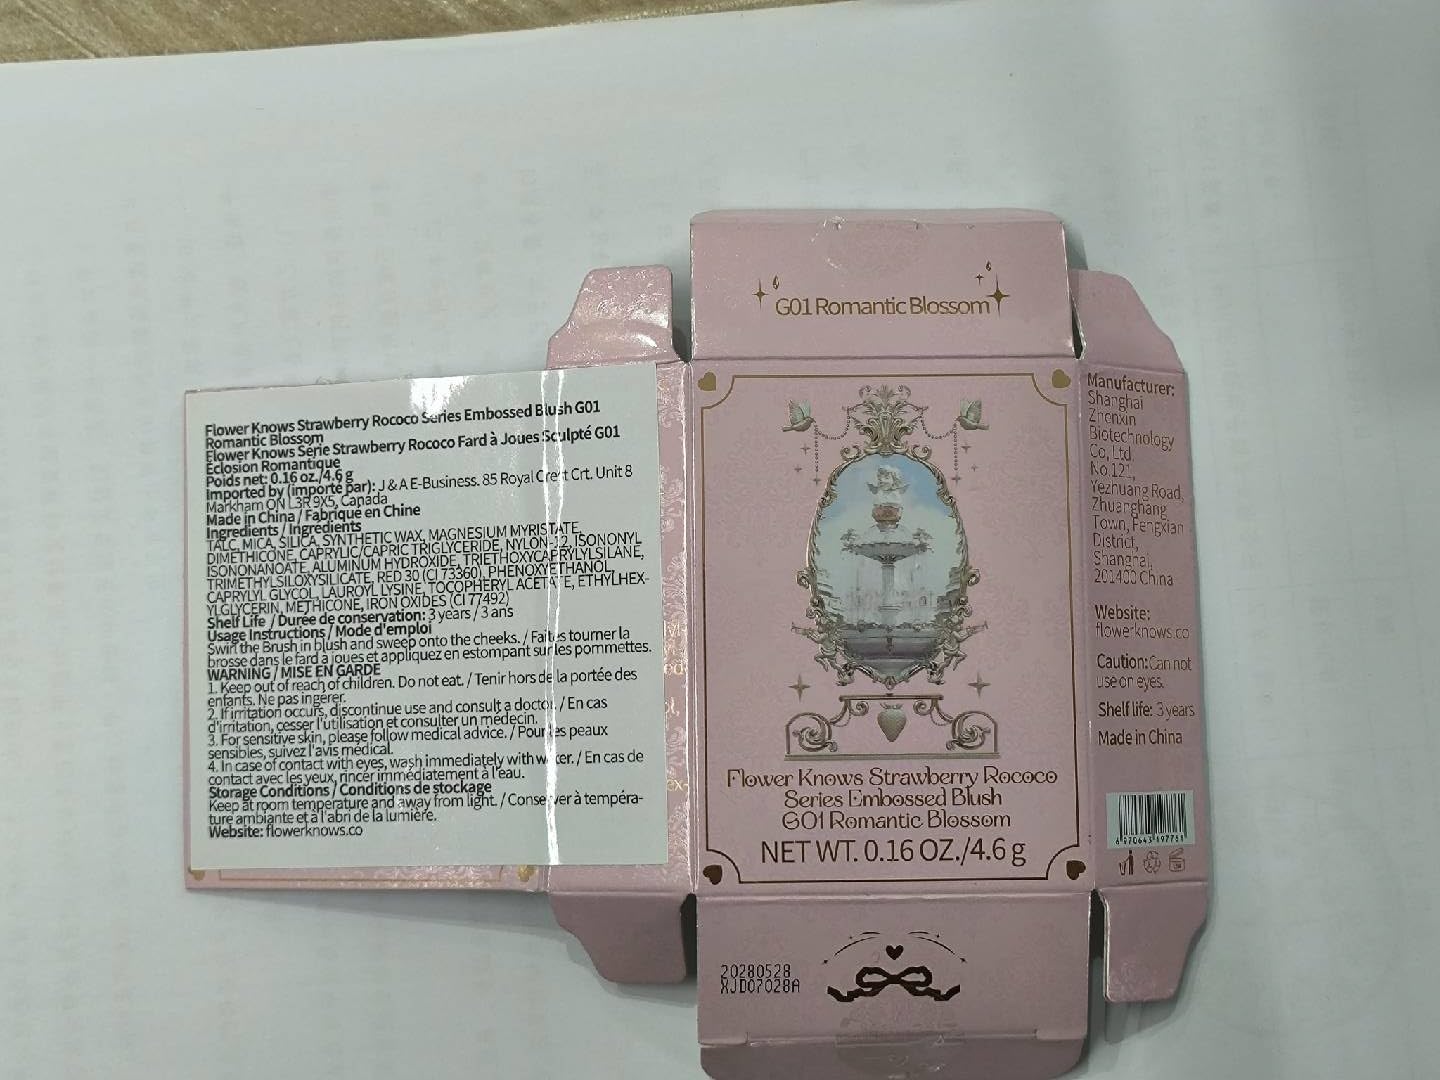 Flower Knows Strawberry Rococo Series Embossed Blush G01
Romantic Blossom
Flower Knows Série Strawberry Rococo Fard à Joues Sculpté G01
Éclosion Romantique
Poids net: 0.16 oz./4.6 g
Imported by (importé par): J & A E-Business. 85 Royal Crest Crt. Unit 8
Markham ON L3R 9X5, Canada
Made in China / Fabriqué en Chine
Ingredients / Ingrédients
TALC, MICA, SILICA, SYNTHETIC WAX, MAGNESIUM MYRISTATE,
DIMETHICONE, CAPRYLIC/CAPRIC TRIGLYCERIDE, NYLON-12, ISONONYL
ISONONANOATE, ALUMINUM HYDROXIDE, TRIETHOXYCAPRYLYLSILANE,
TRIMETHYLSILOXYSILICATE, RED 30 (CI 73360), PHENOXYETHANOL,
CAPRYLYL GLYCOL, LAUROYL LYSINE, TOCOPHERYL ACETATE, ETHYLHEX-
YLGLYCERIN, METHICONE, IRON OXIDES (CI 77492)
Shelf Life / Durée de conservation: 3 years / 3 ans
Usage Instructions / Mode d'emploi
Swirl the Brush in blush and sweep onto the cheeks. / Faites tourner la
brosse dans le fard à joues et appliquez en estompant sur les pommettes.
WARNING / MISE EN GARDE
1. Keep out of reach of children. Do not eat. / Tenir hors de la portée des
enfants. Ne pas ingérer.
2. If irritation occurs, discontinue use and consult a doctor. / En cas
d'irritation, cesser l'utilisation et consulter un médecin.
3. For sensitive skin, please follow medical advice. / Pour les peaux
sensibles, suivez l'avis médical.
4. In case of contact with eyes, wash immediately with water. / En cas de
contact avec les yeux, rincer immédiatement à l'eau.
Storage Conditions / Conditions de stockage
Keep at room temperature and away from light. / Conserver à tempéra-
ture ambiante et à l'abri de la lumière.
Website: flowerknows.co
G01 Romantic Blossom
Flower Knows Strawberry Rococo
Series Embossed Blush
G01 Romantic Blossom
NET WT. 0.16 OZ./4.6 g
20280528
XJD07028A
Manufacturer:
Shanghai
Zhenxin
Biotechnology
Co, Ltd.
No.121,
Yezhuang Road,
Zhuanghang
Town, Fengxian
District,
Shanghai,
201400 China
Website:
flowerknows.co
Caution: Can not
use on eyes.
Shelf life: 3 years
Made in China